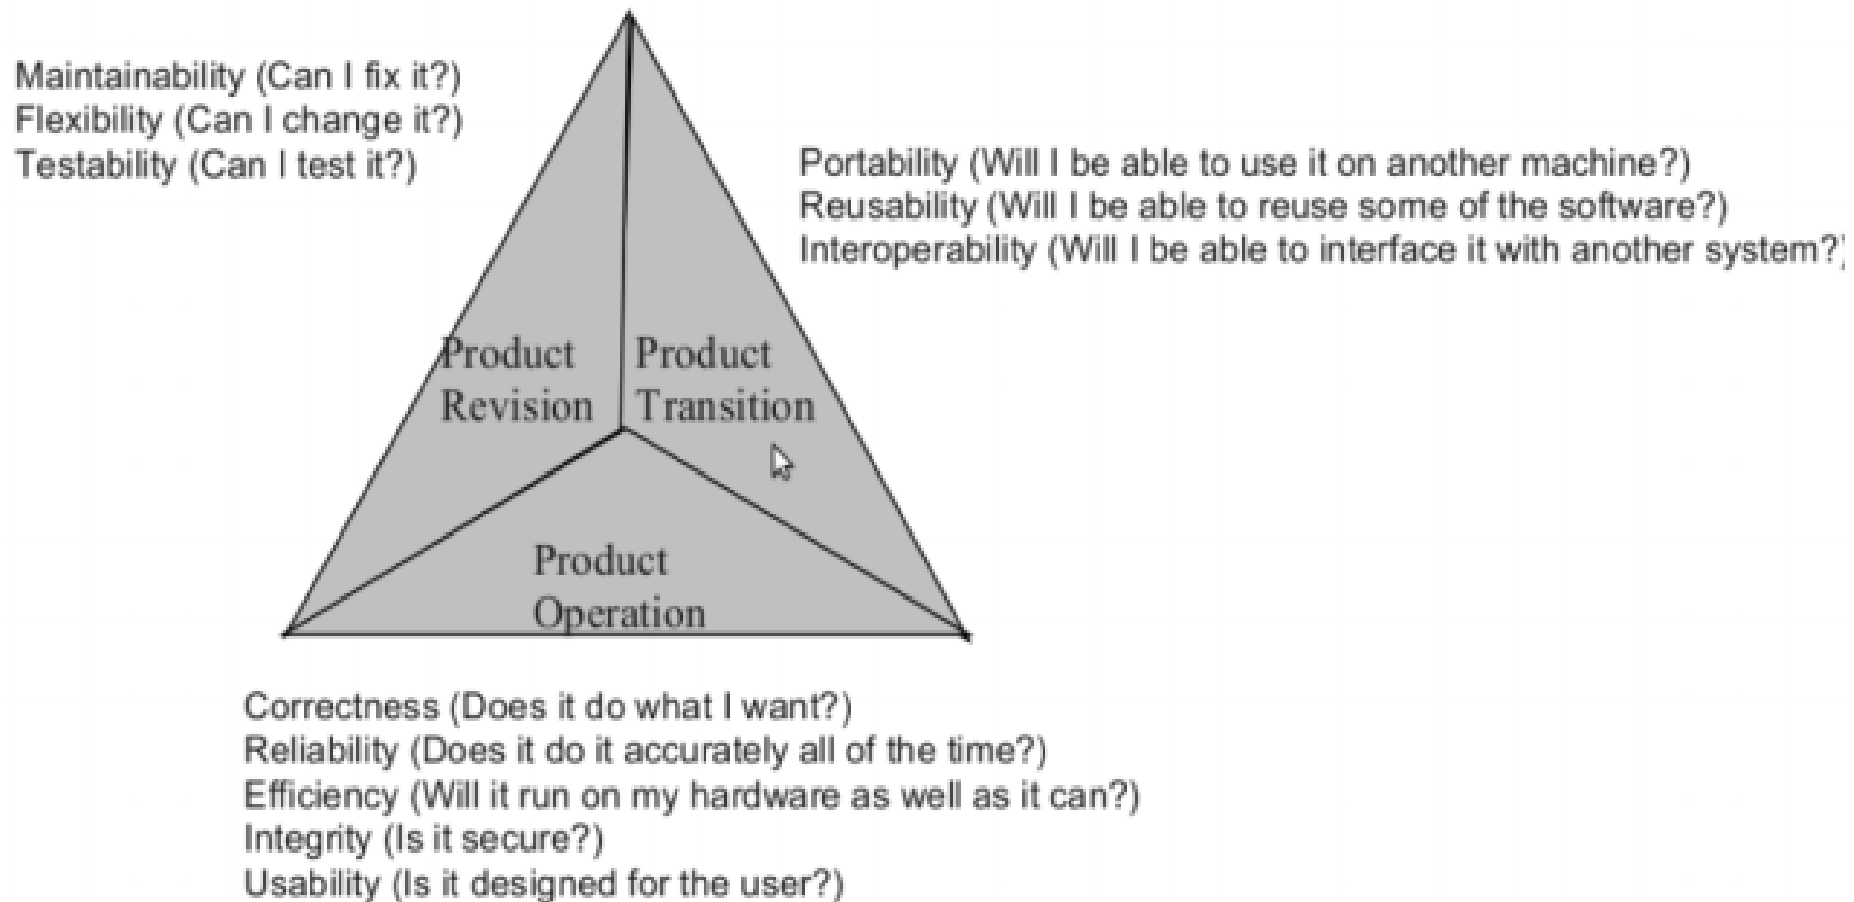 Maintainability (Can I fix it?)
Flexibility (Can I change it?)
Testability (Can I test it?)
Portability (Will I be able to use it on another machine?)
Reusability (Will I be able to reuse some of the software?)
Interoperability (Will I be able to interface it with another system?)
Product
Revision
Product
Transition
Product
Operation
Correctness (Does it do what I want?)
Reliability (Does it do it accurately all of the time?)
Efficiency (Will it run on my hardware as well as it can?)
Integrity (Is it secure?)
Usability (Is it designed for the user?)